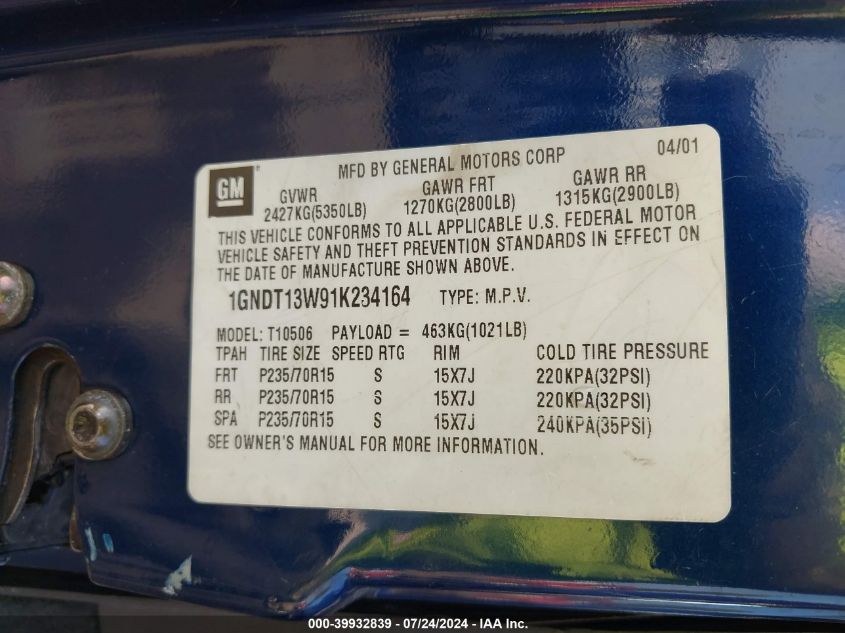 GM
MFD BY GENERAL MOTORS CORP 04/01
GVWR GAWR FRT GAWR RR
2427KG(5350LB) 1270KG(2800LB) 1315KG(2900LB)
THIS VEHICLE CONFORMS TO ALL APPLICABLE U.S. FEDERAL MOTOR
VEHICLE SAFETY AND THEFT PREVENTION STANDARDS IN EFFECT ON
THE DATE OF MANUFACTURE SHOWN ABOVE.
1GNDT13W91K234164 TYPE: M.P.V.
MODEL: T10506 PAYLOAD = 463KG(1021LB)
TPAH TIRE SIZE SPEED RTG RIM COLD TIRE PRESSURE
FRT P235/70R15 S 15X7J 220KPA(32PSI)
RR P235/70R15 S 15X7J 220KPA(32PSI)
SPA P235/70R15 S 15X7J 240KPA(35PSI)
SEE OWNER'S MANUAL FOR MORE INFORMATION.
000-39932839 / 07/24/2024 - IAA Inc.